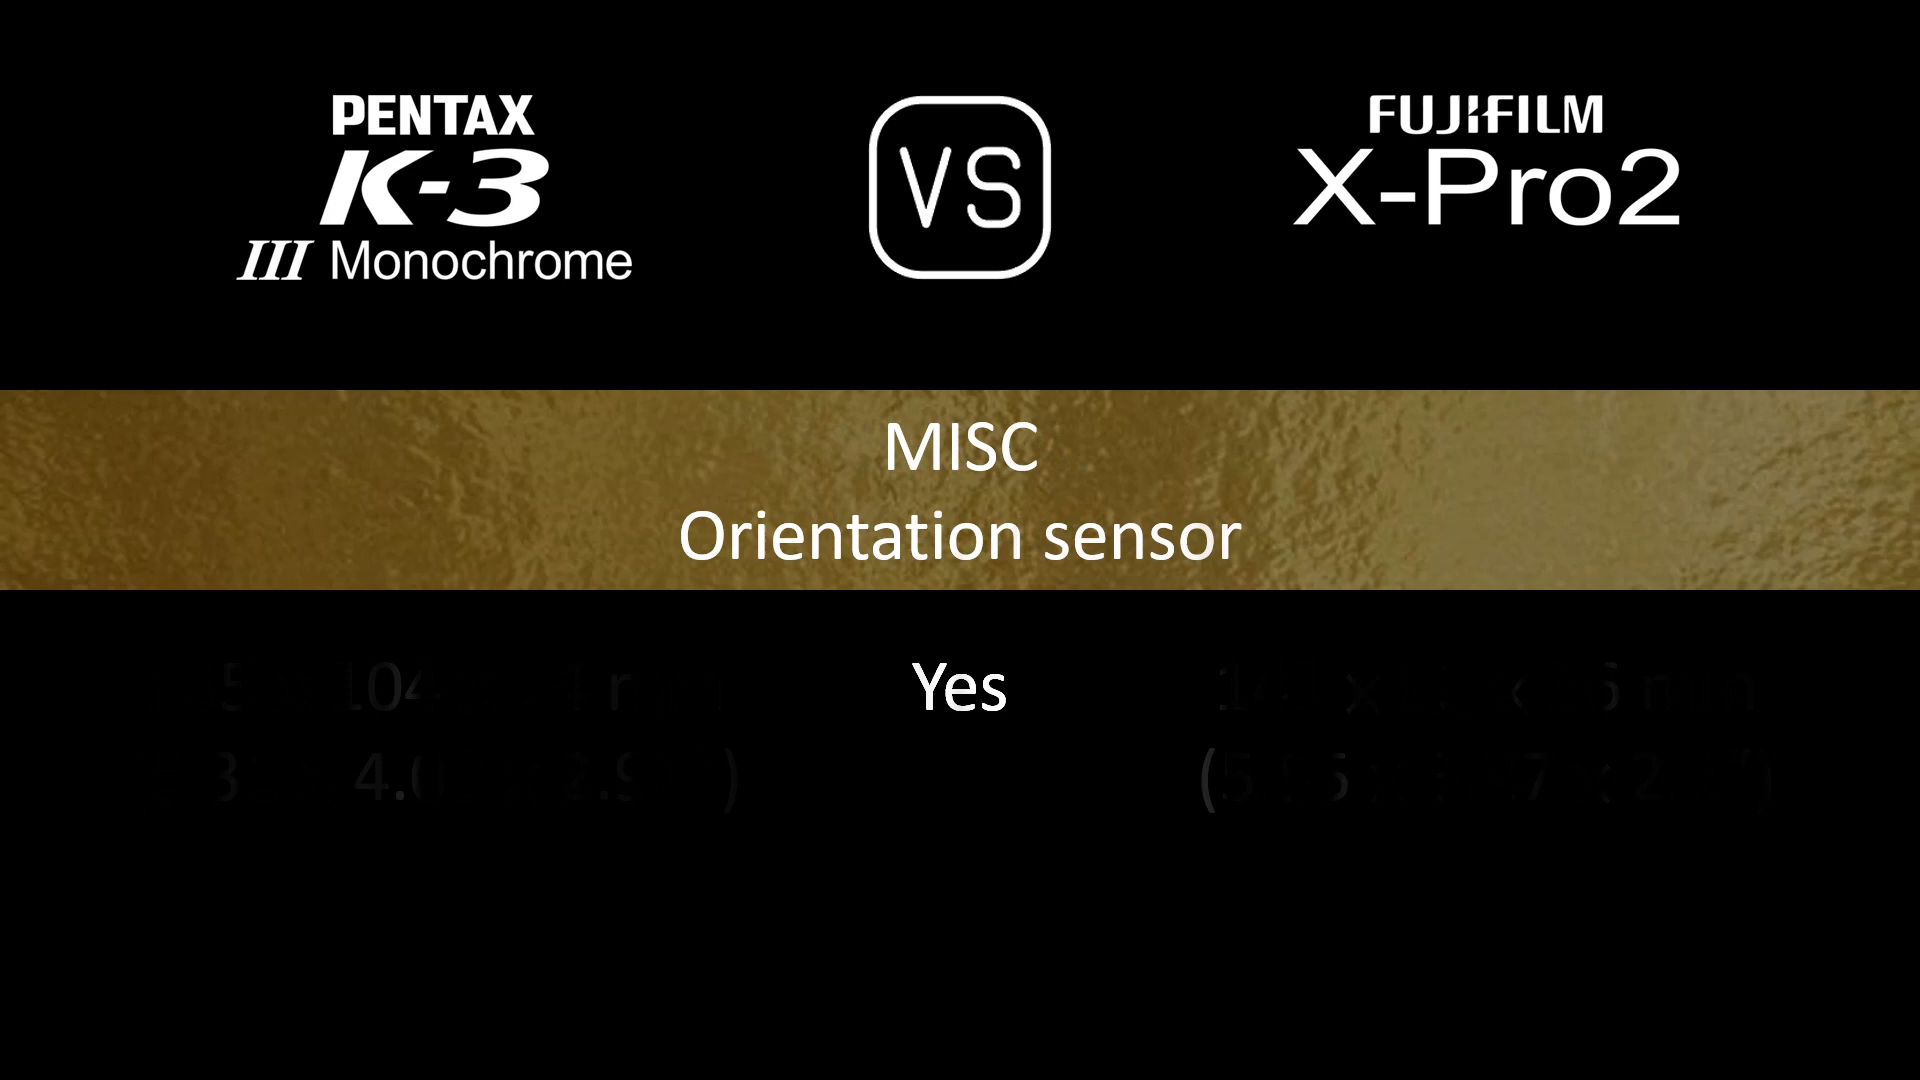 PENTAX
K-3
III Monochrome
VS
FUJIFILM
X-Pro2
MISC
Orientation sensor
Yes